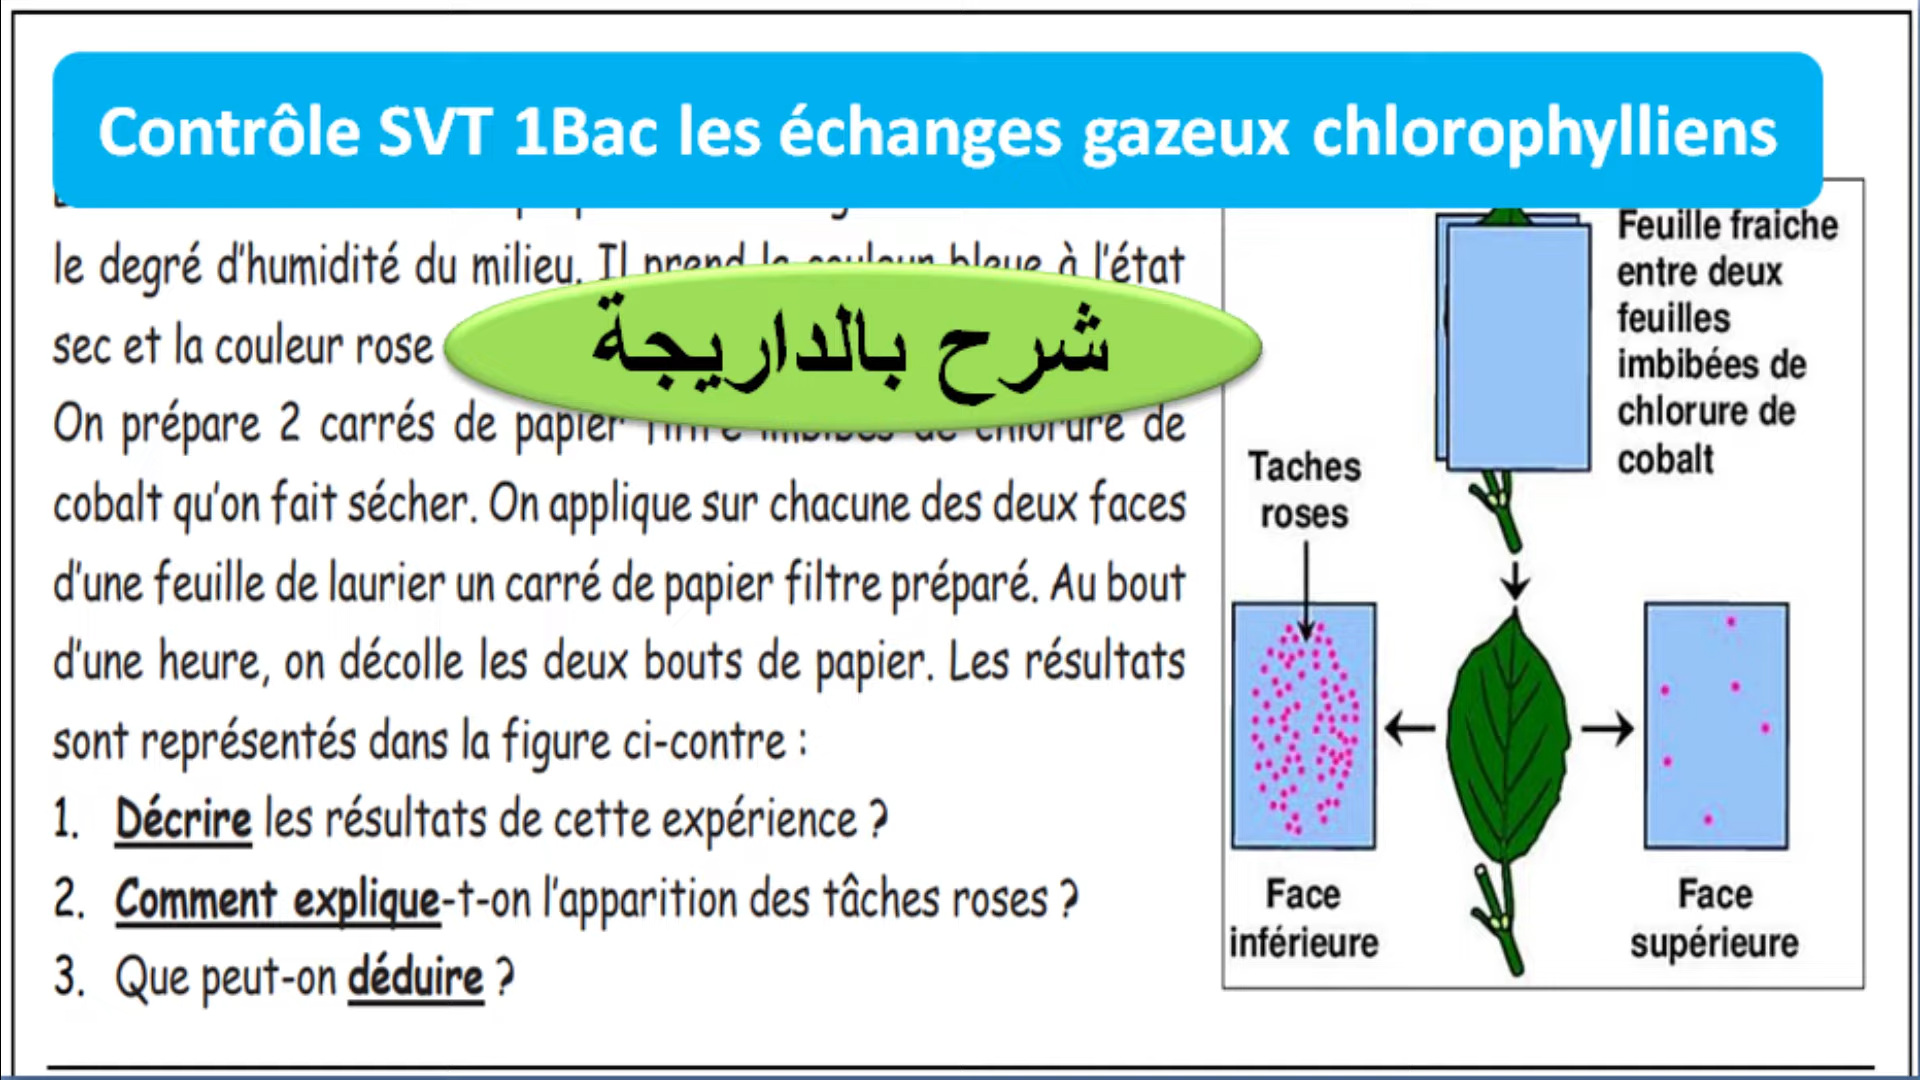 Contrôle SVT 1Bac les échanges gazeux chlorophylliens
le degré d'humidité du milieu. Il prend la couleur bleue à l'état
sec et la couleur rose
شرح بالداريجة
On prépare 2 carrés de papier filtre imbibés de chlorure de
cobalt qu'on fait sécher. On applique sur chacune des deux faces
d'une feuille de laurier un carré de papier filtre préparé. Au bout
d'une heure, on décolle les deux bouts de papier. Les résultats
sont représentés dans la figure ci-contre :
1. Décrire les résultats de cette expérience ?
2. Comment explique-t-on l'apparition des tâches roses ?
3. Que peut-on déduire ?
Feuille fraiche
entre deux
feuilles
imbibées de
chlorure de
cobalt
Taches
roses
Face
inférieure
Face
supérieure